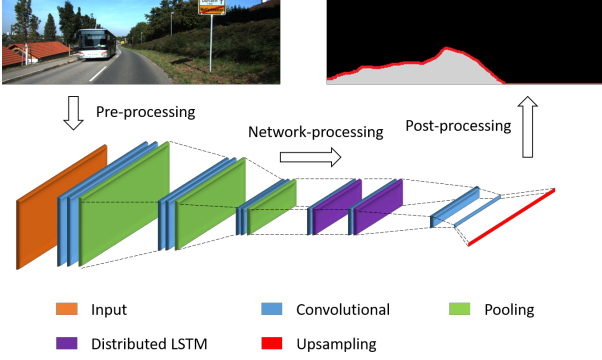 Pre-processing
Network-processing
Post-processing
Input
Convolutional
Pooling
Distributed LSTM
Upsampling